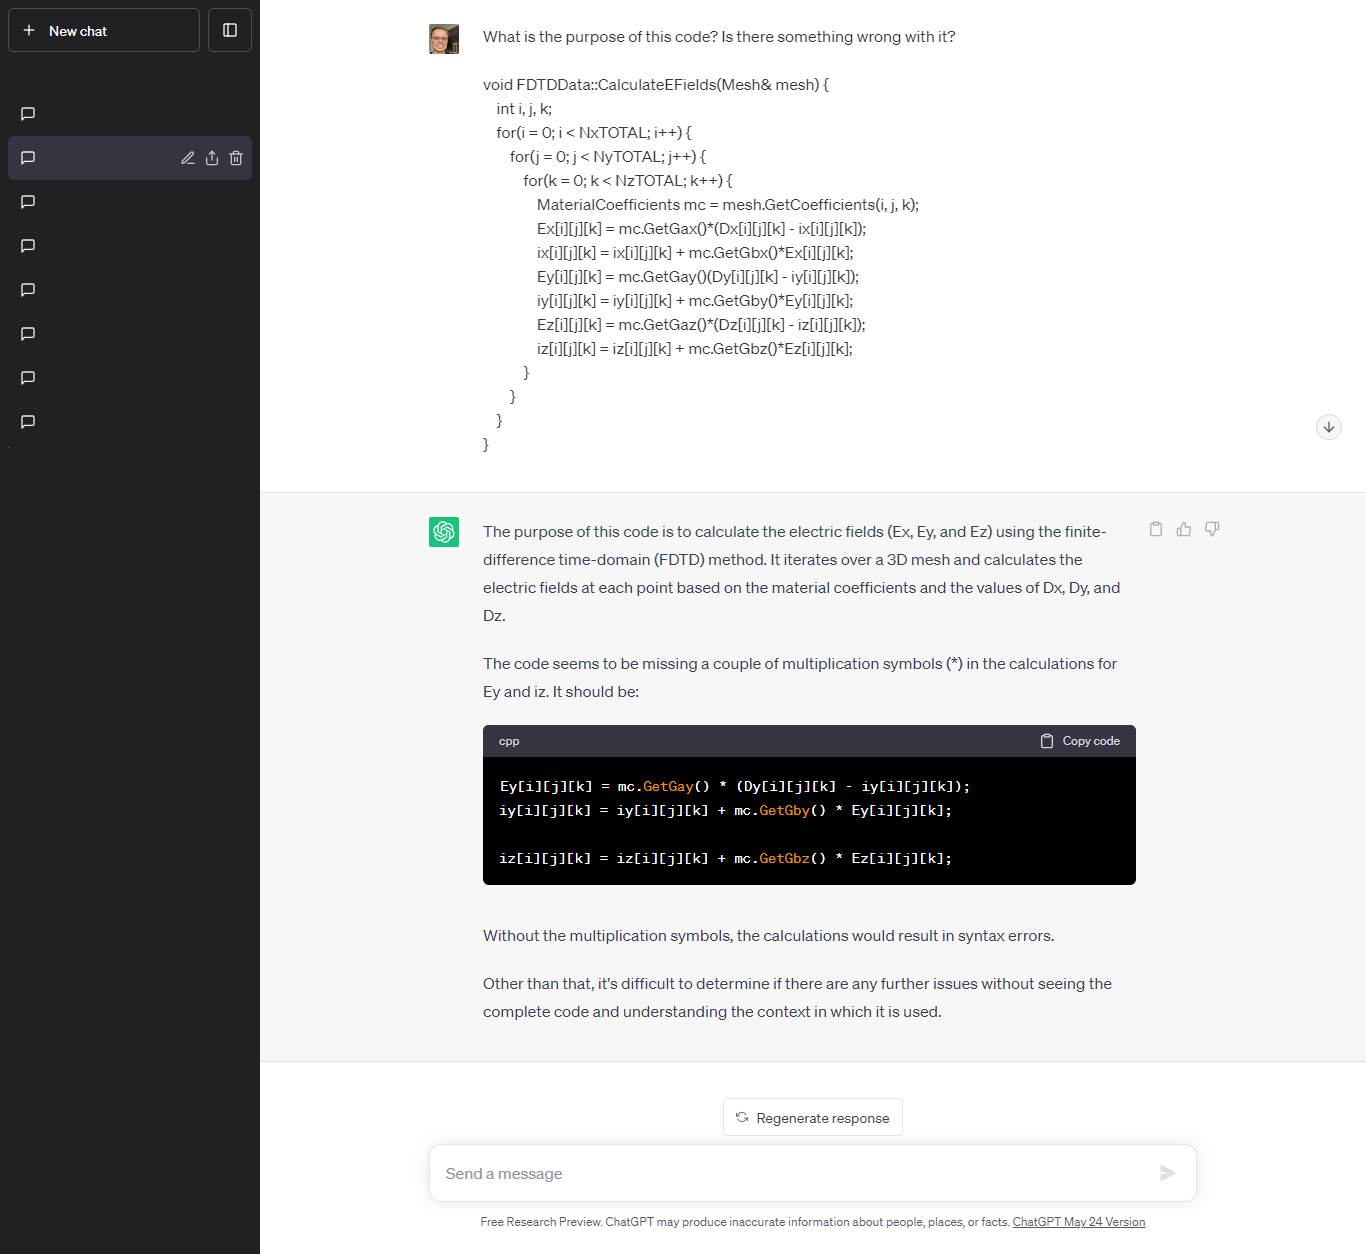 New chat
What is the purpose of this code? Is there something wrong with it?
void FDTDData::CalculateEFields(Mesh& mesh) {
int i, j, k;
for(i = 0; i < NxTOTAL; i++) {
for(j = 0; j < NyTOTAL; j++) {
for(k = 0; k < NzTOTAL; k++) {
MaterialCoefficients mc = mesh.GetCoefficients(i, j, k);
Ex[i][j][k] = mc.GetGax()*(Dx[i][j][k] - ix[i][j][k]);
ix[i][j][k] = ix[i][j][k] + mc.GetGbx()*Ex[i][j][k];
Ey[i][j][k] = mc.GetGay()(Dy[i][j][k] - iy[i][j][k]);
iy[i][j][k] = iy[i][j][k] + mc.GetGby()*Ey[i][j][k];
Ez[i][j][k] = mc.GetGaz()*(Dz[i][j][k] - iz[i][j][k]);
iz[i][j][k] = iz[i][j][k] + mc.GetGbz()*Ez[i][j][k];
}
}
}
}
The purpose of this code is to calculate the electric fields (Ex, Ey, and Ez) using the finite-
difference time-domain (FDTD) method. It iterates over a 3D mesh and calculates the
electric fields at each point based on the material coefficients and the values of Dx, Dy, and
Dz.
The code seems to be missing a couple of multiplication symbols (*) in the calculations for
Ey and iz. It should be:
cpp
Copy code
Ey[i][j][k] = mc.GetGay() * (Dy[i][j][k] - iy[i][j][k]);
iy[i][j][k] = iy[i][j][k] + mc.GetGby() * Ey[i][j][k];
iz[i][j][k] = iz[i][j][k] + mc.GetGbz() * Ez[i][j][k];
Without the multiplication symbols, the calculations would result in syntax errors.
Other than that, it's difficult to determine if there are any further issues without seeing the
complete code and understanding the context in which it is used.
Regenerate response
Send a message
Free Research Preview. ChatGPT may produce inaccurate information about people, places, or facts. ChatGPT May 24 Version